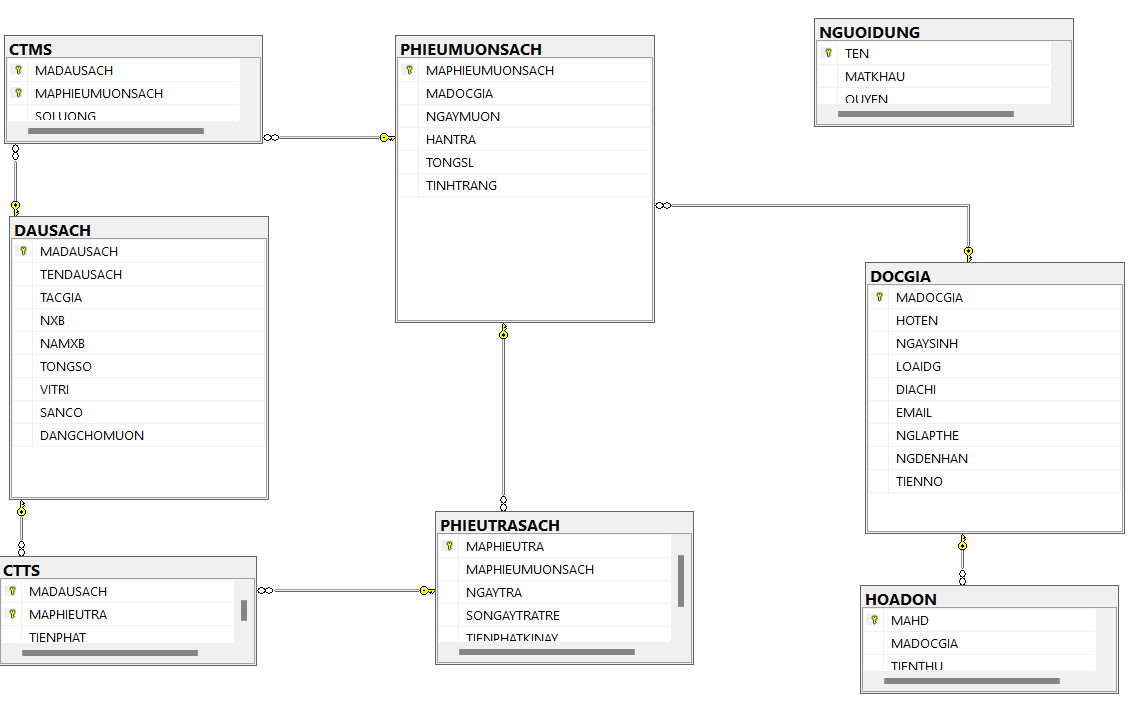 CTMS
MADAUSACH
MAPHIEUMUONSACH
SOLUONG
PHIEUMUONSACH
MAPHIEUMUONSACH
MADOCGIA
NGAYMUON
HANTRA
TONGSL
TINHTRANG
NGUOIDUNG
TEN
MATKHAU
QUYEN
DAUSACH
MADAUSACH
TENDAUSACH
TACGIA
NXB
NAMXB
TONGSO
VITRI
SANCO
DANGCHOMUON
DOCGIA
MADOCGIA
HOTEN
NGAYSINH
LOAIDG
DIACHI
EMAIL
NGLAPTHE
NGDENHAN
TIENNO
CTTS
MADAUSACH
MAPHIEUTRA
TIENPHAT
PHIEUTRASACH
MAPHIEUTRA
MAPHIEUMUONSACH
NGAYTRA
SONGAYTRATRE
TIENPHATKINAY
HOADON
MAHD
MADOCGIA
TIENTHU